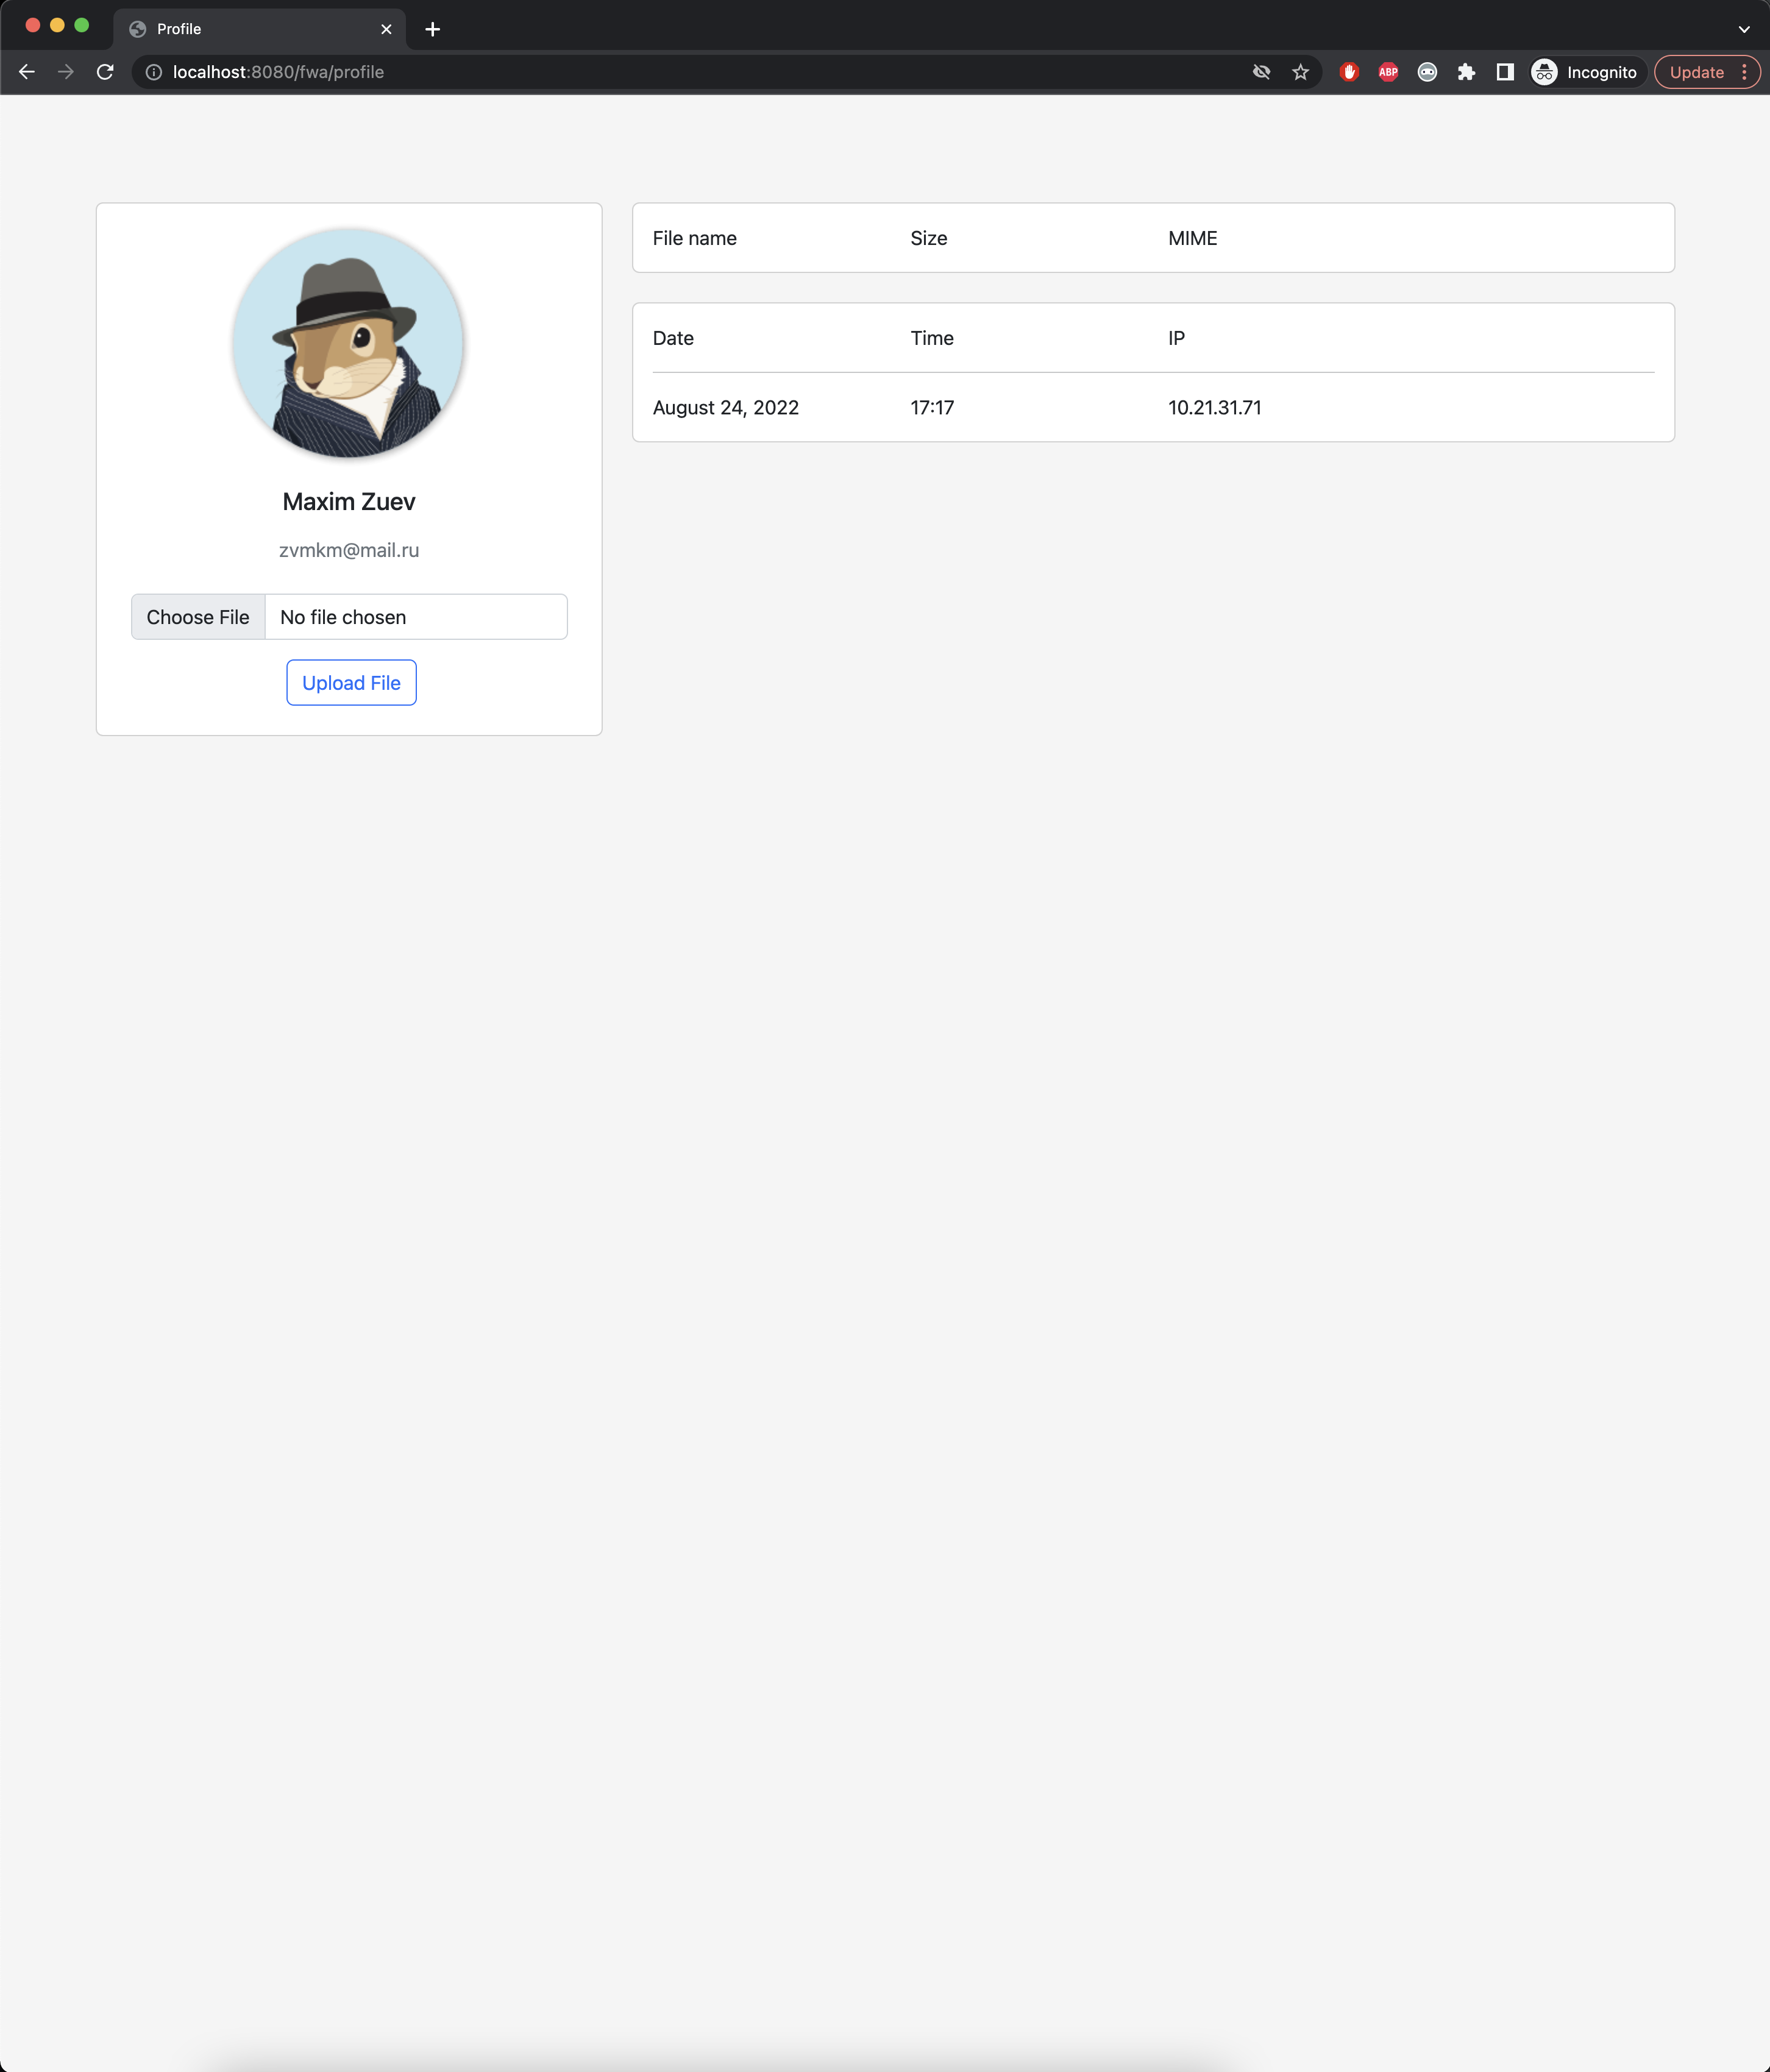 Profile
localhost:8080/fwa/profile
ABP
Incognito
Update
Maxim Zuev
zvmkm@mail.ru
Choose File No file chosen
Upload File
File name Size MIME
Date Time IP
August 24, 2022 17:17 10.21.31.71